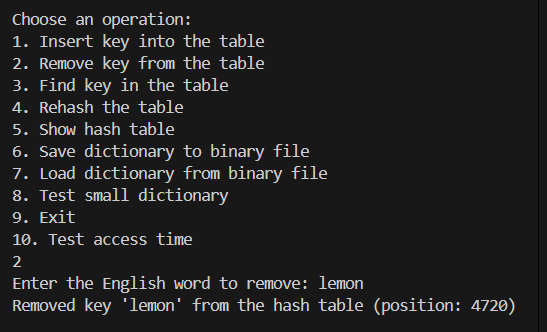 Choose an operation:
1. Insert key into the table
2. Remove key from the table
3. Find key in the table
4. Rehash the table
5. Show hash table
6. Save dictionary to binary file
7. Load dictionary from binary file
8. Test small dictionary
9. Exit
10. Test access time
2
Enter the English word to remove: lemon
Removed key 'lemon' from the hash table (position: 4720)